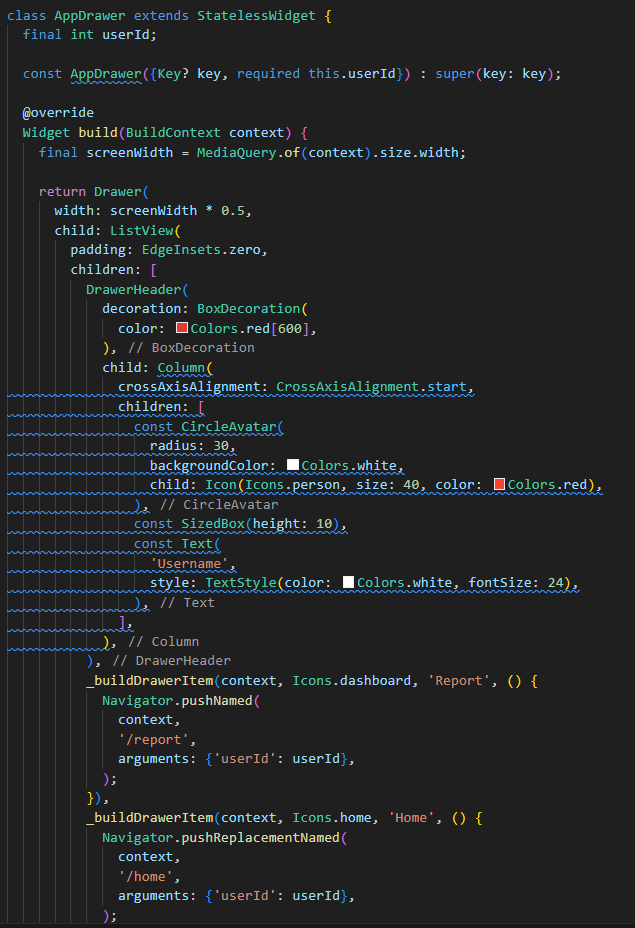 class AppDrawer extends StatelessWidget {
  final int userId;

  const AppDrawer({Key? key, required this.userId}) : super(key: key);

  @override
  Widget build(BuildContext context) {
    final screenWidth = MediaQuery.of(context).size.width;

    return Drawer(
      width: screenWidth * 0.5,
      child: ListView(
        padding: EdgeInsets.zero,
        children: [
          DrawerHeader(
            decoration: BoxDecoration(
              color: Colors.red[600],
            ), // BoxDecoration
            child: Column(
              crossAxisAlignment: CrossAxisAlignment.start,
              children: [
                const CircleAvatar(
                  radius: 30,
                  backgroundColor: Colors.white,
                  child: Icon(Icons.person, size: 40, color: Colors.red),
                ), // CircleAvatar
                const SizedBox(height: 10),
                const Text(
                  'Username',
                  style: TextStyle(color: Colors.white, fontSize: 24),
                ), // Text
              ],
            ), // Column
          ), // DrawerHeader
          _buildDrawerItem(context, Icons.dashboard, 'Report', () {
            Navigator.pushNamed(
              context,
              '/report',
              arguments: {'userId': userId},
            );
          }),
          _buildDrawerItem(context, Icons.home, 'Home', () {
            Navigator.pushReplacementNamed(
              context,
              '/home',
              arguments: {'userId': userId},
            );